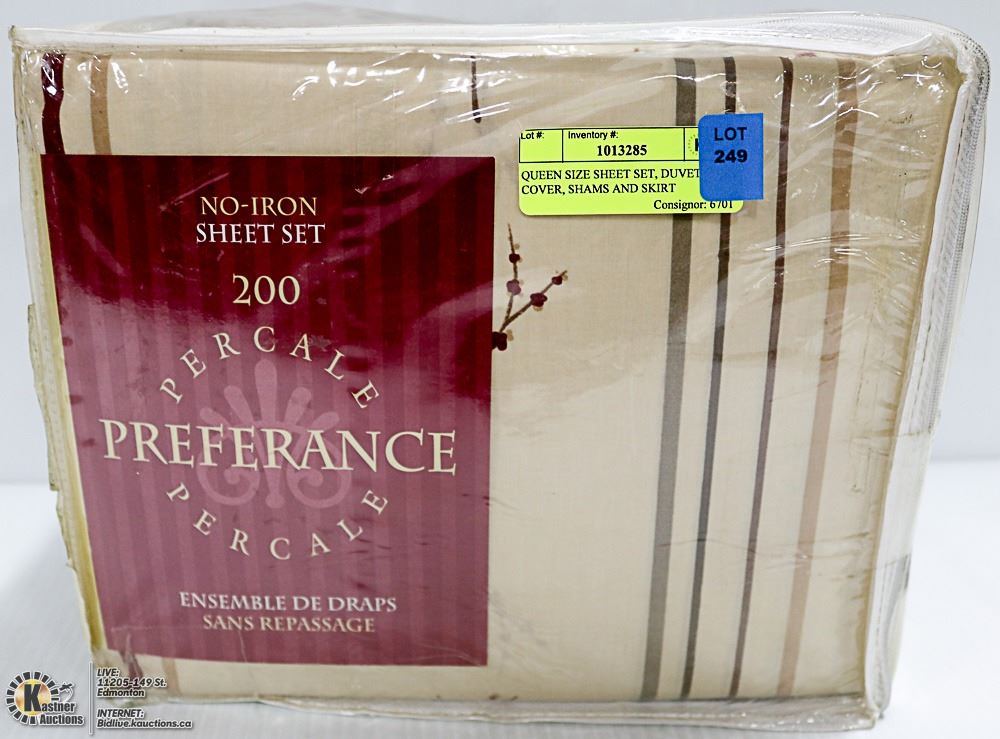 Lot #:
Inventory #:
1013285
LOT
249
QUEEN SIZE SHEET SET, DUVET
COVER, SHAMS AND SKIRT
Consignor: 6701
NO-IRON
SHEET SET
200
PERCALE
PREFERANCE
PERCALE
ENSEMBLE DE DRAPS
SANS REPASSAGE
Kastner
Auctions
LIVE:
11205-149 St.
Edmonton
INTERNET:
Bidlive.kauctions.ca